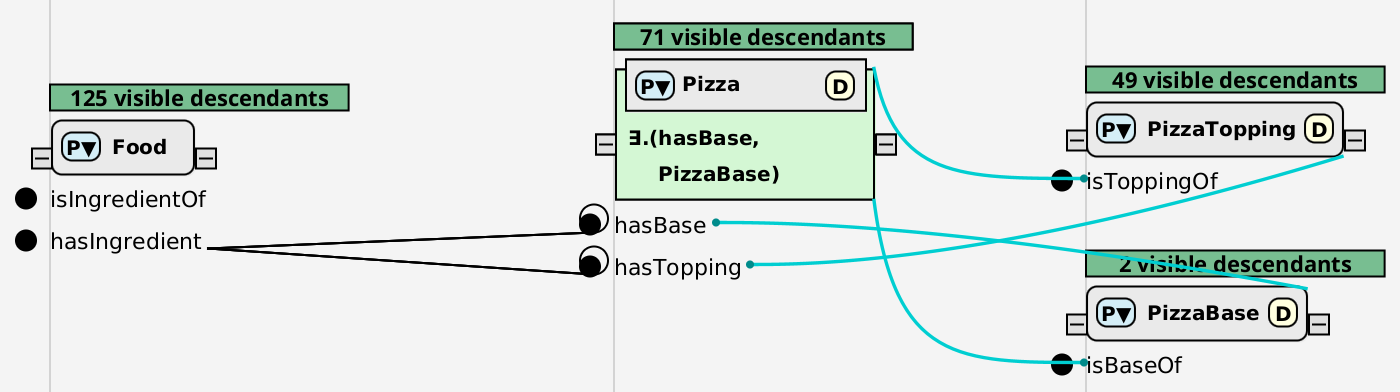 125 visible descendants
P▼ Food
isIngredientOf
hasIngredient
71 visible descendants
P▼ Pizza D
∃.(hasBase,
PizzaBase)
hasBase
hasTopping
49 visible descendants
P▼ PizzaTopping D
isToppingOf
2 visible descendants
P▼ PizzaBase D
isBaseOf